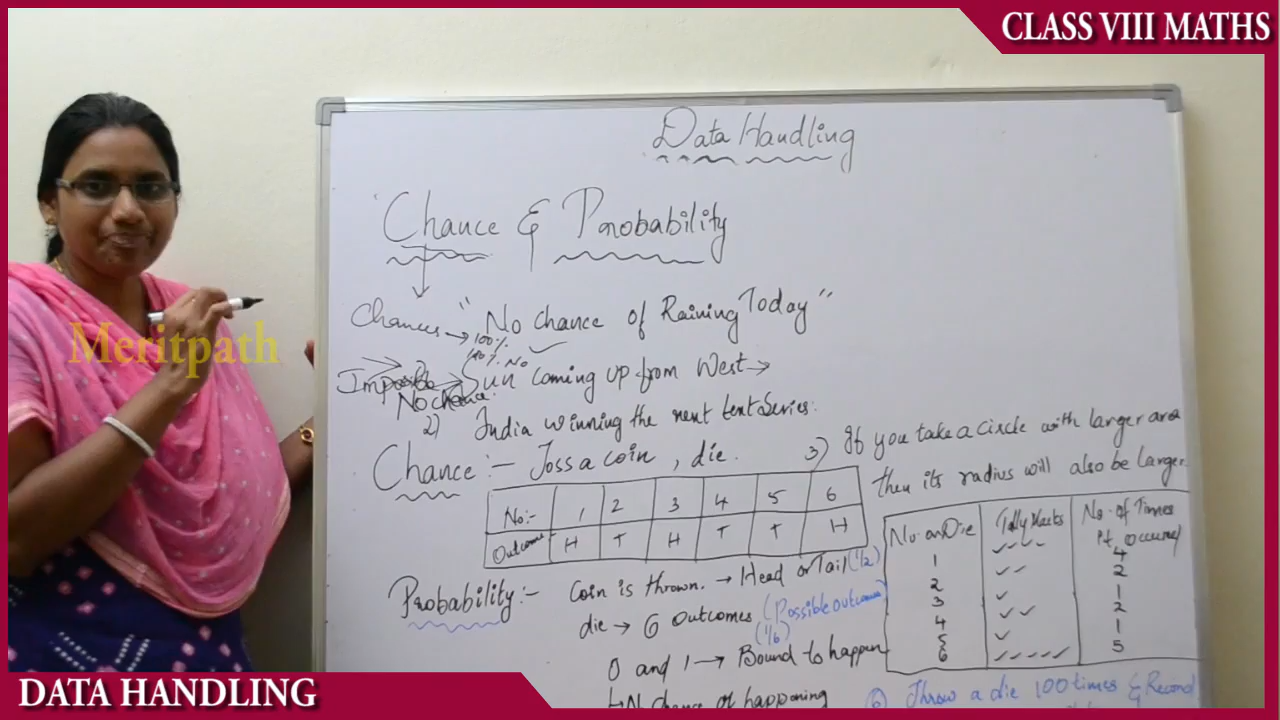 CLASS VIII MATHS
Data Handling
Chance & Probability
Chances → "No chance of Raining Today"
100%
No
Impossible Sun coming up from West →
No chance
2) India winning the next test Series.
Chance :- Toss a coin , die.
3) If you take a circle with larger area
then its radius will also be larger.
No:- 1 2 3 4 5 6
Outcome H T H T T H
No. on Die Tally Marks No. of Times
It occurred
1 4
2 2
3 1
4 2
5 1
6 5
Probability:- Coin is thrown. → Head or Tail (1/2)
die → 6 Outcomes (Possible outcomes)
(1/6)
0 and 1 → Bound to happen
chance of happening
6 Throw a die 100 times & Record
Meritpath
DATA HANDLING